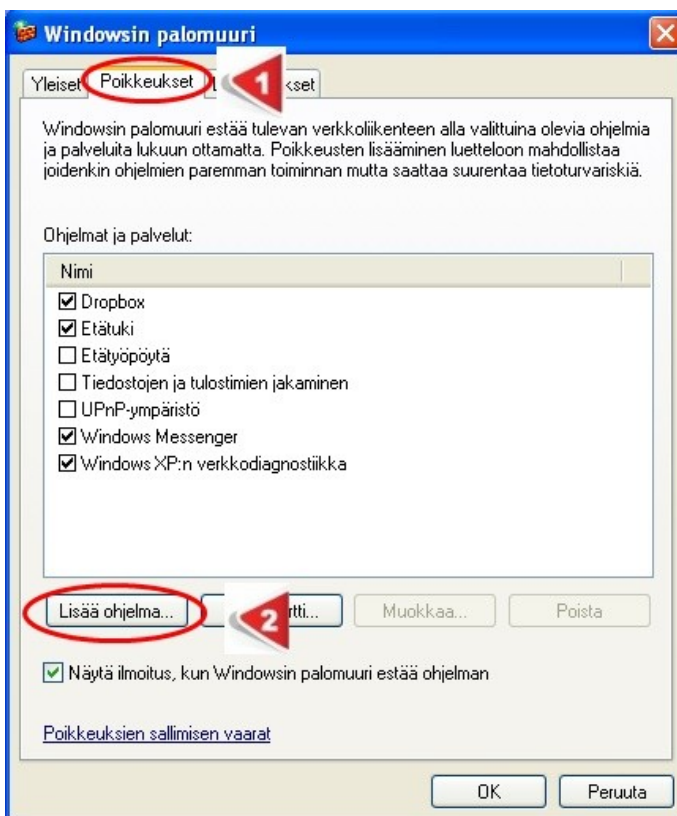 Windowsin palomuuri
Yleiset Poikkeukset 1
Windowsin palomuuri estää tulevan verkkoliikenteen alla valittuina olevia ohjelmia
ja palveluita lukuun ottamatta. Poikkeusten lisääminen luetteloon mahdollistaa
joidenkin ohjelmien paremman toiminnan mutta saattaa suurentaa tietoturvariskiä.
Ohjelmat ja palvelut:
Nimi
Dropbox
Etätuki
Etätyöpöytä
Tiedostojen ja tulostimien jakaminen
UPnP-ympäristö
Windows Messenger
Windows XP:n verkkodiagnostiikka
Lisää ohjelma... 2 Muokkaa... Poista
Näytä ilmoitus, kun Windowsin palomuuri estää ohjelman
Poikkeuksien sallimisen vaarat
OK Peruuta